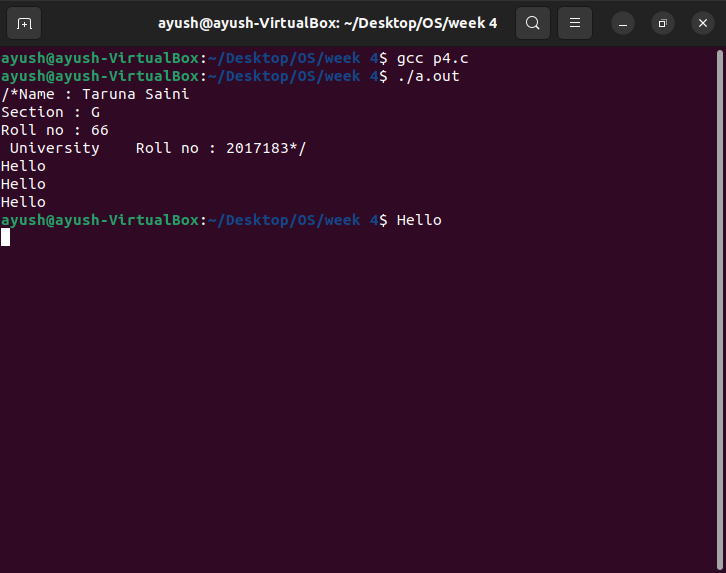 ayush@ayush-VirtualBox: ~/Desktop/OS/week 4
ayush@ayush-VirtualBox:~/Desktop/OS/week 4$ gcc p4.c
ayush@ayush-VirtualBox:~/Desktop/OS/week 4$ ./a.out
/*Name : Taruna Saini
Section : G
Roll no : 66
 University    Roll no : 2017183*/
Hello
Hello
Hello
ayush@ayush-VirtualBox:~/Desktop/OS/week 4$ Hello